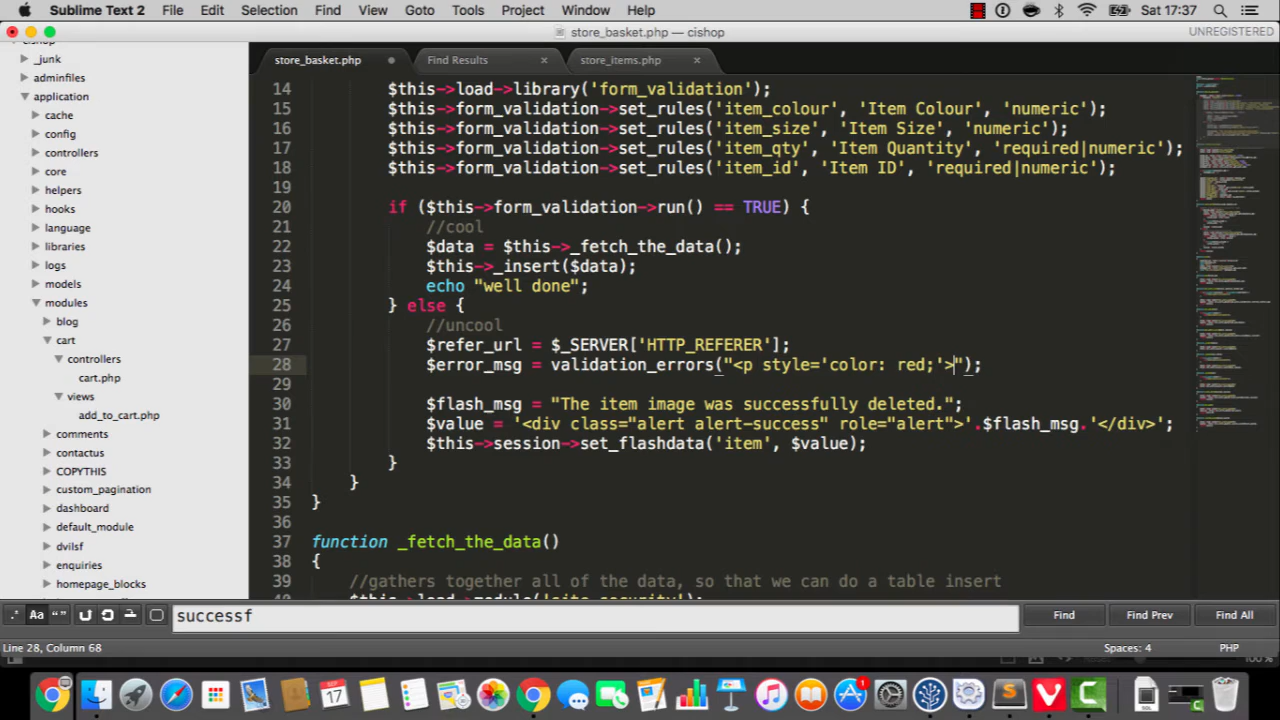 Sublime Text 2 File Edit Selection Find View Goto Tools Project Window Help Sat 17:37
store_basket.php — cishop UNREGISTERED
cishop
_junk
adminfiles
application
cache
config
controllers
core
helpers
hooks
language
libraries
logs
models
modules
blog
cart
controllers
cart.php
views
add_to_cart.php
comments
contactus
COPYTHIS
custom_pagination
dashboard
default_module
dvilsf
enquiries
homepage_blocks
store_basket.php Find Results store_items.php
14 $this->load->library('form_validation');
15 $this->form_validation->set_rules('item_colour', 'Item Colour', 'numeric');
16 $this->form_validation->set_rules('item_size', 'Item Size', 'numeric');
17 $this->form_validation->set_rules('item_qty', 'Item Quantity', 'required|numeric');
18 $this->form_validation->set_rules('item_id', 'Item ID', 'required|numeric');
19
20 if ($this->form_validation->run() == TRUE) {
21 //cool
22 $data = $this->_fetch_the_data();
23 $this->_insert($data);
24 echo "well done";
25 } else {
26 //uncool
27 $refer_url = $_SERVER['HTTP_REFERER'];
28 $error_msg = validation_errors("<p style='color: red;'>");
29
30 $flash_msg = "The item image was successfully deleted.";
31 $value = '<div class="alert alert-success" role="alert">'.$flash_msg.'</div>';
32 $this->session->set_flashdata('item', $value);
33 }
34 }
35 }
36
37 function _fetch_the_data()
38 {
39 //gathers together all of the data, so that we can do a table insert
40 $this->load->module('site_security');
.* Aa “” successf Find Find Prev Find All
Line 28, Column 68 Spaces: 4 PHP
100%
17
1